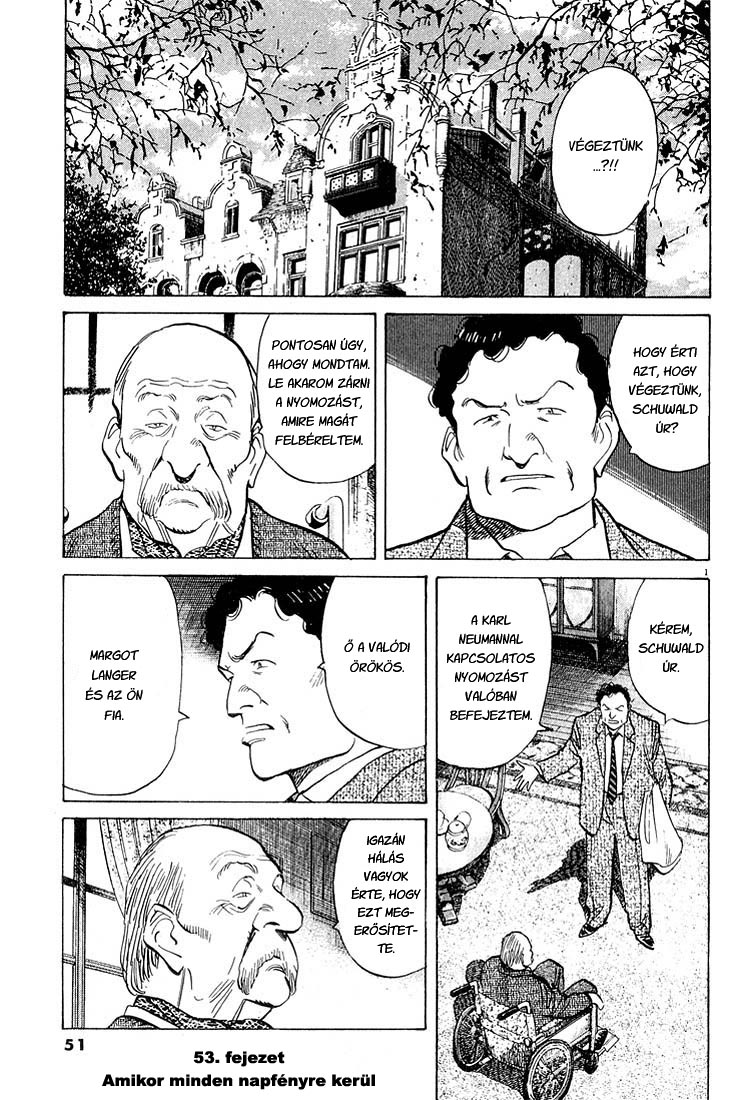 VÉGEZTÜNK
...?!!
HOGY ÉRTI
AZT, HOGY
VÉGEZTÜNK,
SCHUWALD
ÚR?
PONTOSAN ÚGY,
AHOGY MONDTAM.
LE AKAROM ZÁRNI
A NYOMOZÁST,
AMIRE MAGÁT
FELBÉRELTEM.
1
KÉREM,
SCHUWALD
ÚR.
A KARL
NEUMANNAL
KAPCSOLATOS
NYOMOZÁST
VALÓBAN
BEFEJEZTEM.
Ő A VALÓDI
ÖRÖKÖS.
MARGOT
LANGER
ÉS AZ ÖN
FIA.
IGAZÁN
HÁLÁS
VAGYOK
ÉRTE, HOGY
EZT MEG-
ERŐSÍTET-
TE.
51
53. fejezet
Amikor minden napfényre kerül